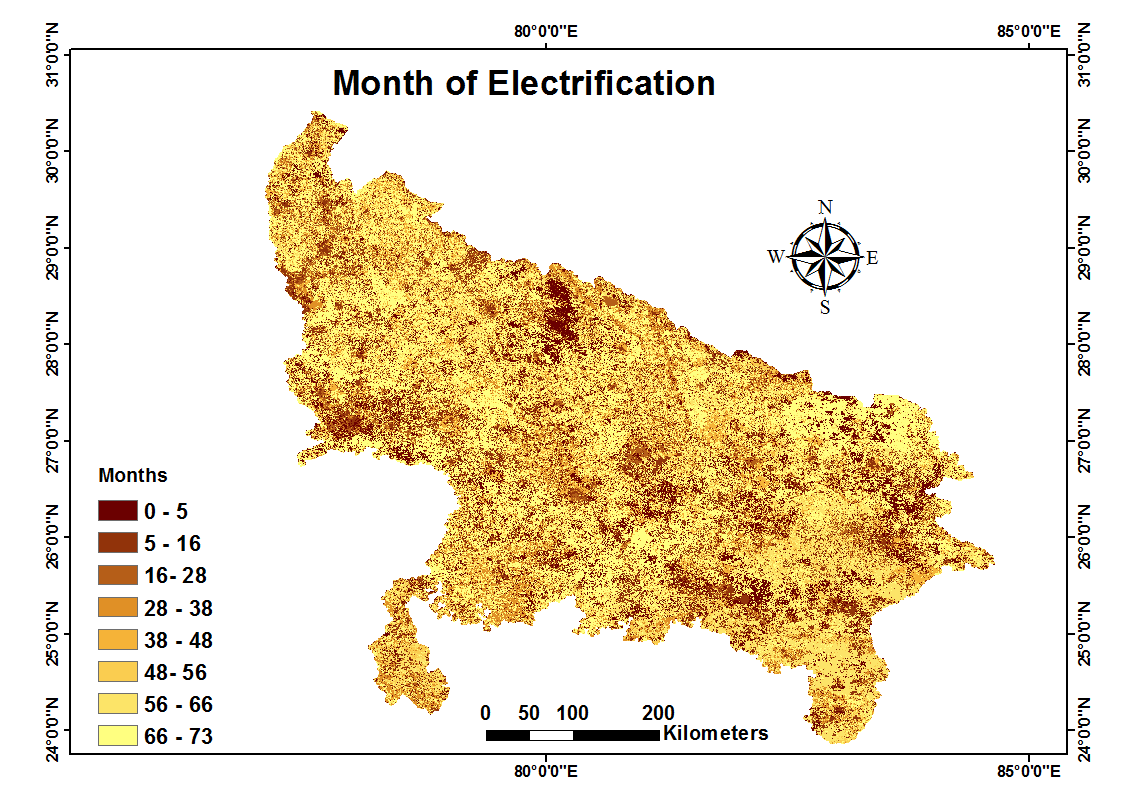 80°0'0"E 85°0'0"E
Month of Electrification
31°0'0"N 31°0'0"N
30°0'0"N 30°0'0"N
29°0'0"N 29°0'0"N
28°0'0"N 28°0'0"N
27°0'0"N 27°0'0"N
26°0'0"N 26°0'0"N
25°0'0"N 25°0'0"N
24°0'0"N 24°0'0"N
N
W E
S
Months
0 - 5
5 - 16
16- 28
28 - 38
38 - 48
48- 56
56 - 66
66 - 73
0 50 100 200
Kilometers
80°0'0"E 85°0'0"E